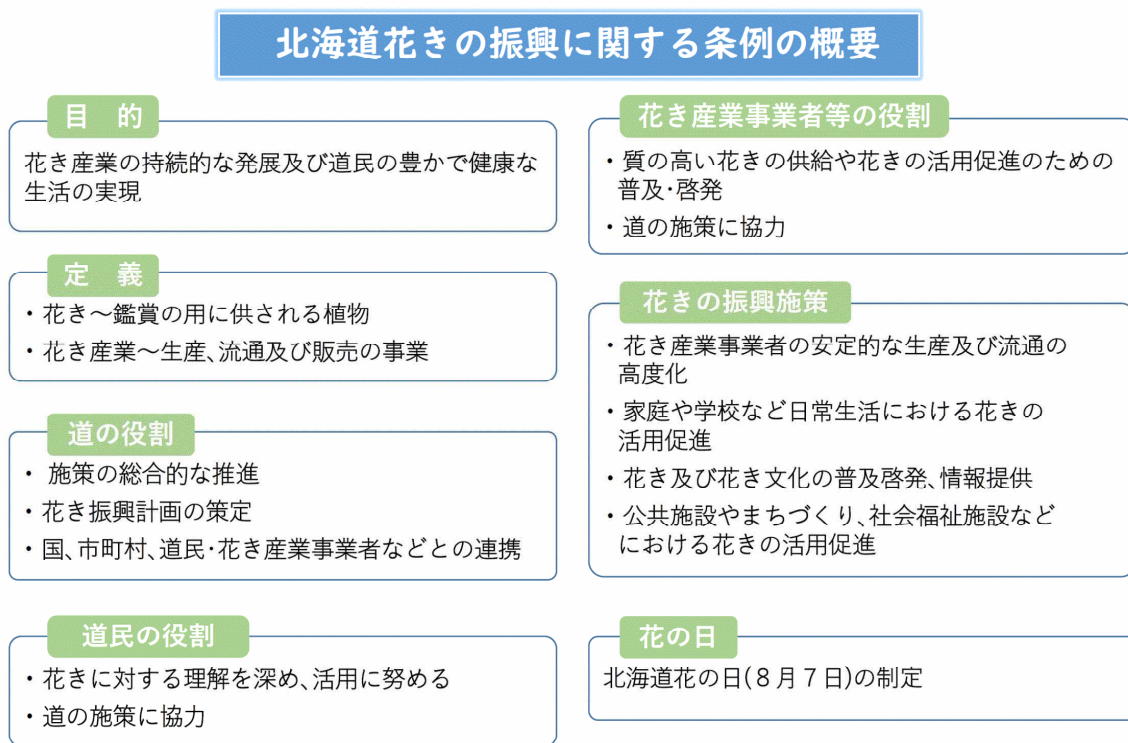 北海道花きの振興に関する条例の概要
目　的
花き産業の持続的な発展及び道民の豊かで健康な
生活の実現
定　義
・花き～鑑賞の用に供される植物
・花き産業～生産、流通及び販売の事業
道の役割
・ 施策の総合的な推進
・花き振興計画の策定
・国、市町村、道民・花き産業事業者などとの連携
道民の役割
・花きに対する理解を深め、活用に努める
・道の施策に協力
花き産業事業者等の役割
・質の高い花きの供給や花きの活用促進のための
普及・啓発
・道の施策に協力
花きの振興施策
・花き産業事業者の安定的な生産及び流通の
高度化
・家庭や学校など日常生活における花きの
活用促進
・花き及び花き文化の普及啓発、情報提供
・公共施設やまちづくり、社会福祉施設など
における花きの活用促進
花の日
北海道花の日(８月７日)の制定